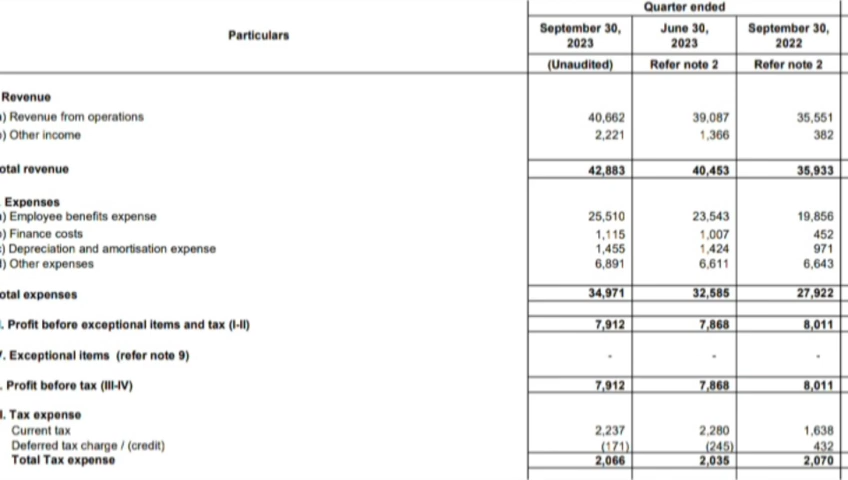 Quarter ended
Particulars September 30, 2023 June 30, 2023 September 30, 2022
(Unaudited) Refer note 2 Refer note 2
Revenue
) Revenue from operations 40,662 39,087 35,551
) Other income 2,221 1,366 382
otal revenue 42,883 40,453 35,933
. Expenses
) Employee benefits expense 25,510 23,543 19,856
) Finance costs 1,115 1,007 452
) Depreciation and amortisation expense 1,455 1,424 971
) Other expenses 6,891 6,611 6,643
otal expenses 34,971 32,585 27,922
. Profit before exceptional items and tax (I-II) 7,912 7,868 8,011
. Exceptional items (refer note 9) - - -
. Profit before tax (III-IV) 7,912 7,868 8,011
. Tax expense
Current tax 2,237 2,280 1,638
Deferred tax charge / (credit) (171) (245) 432
Total Tax expense 2,066 2,035 2,070